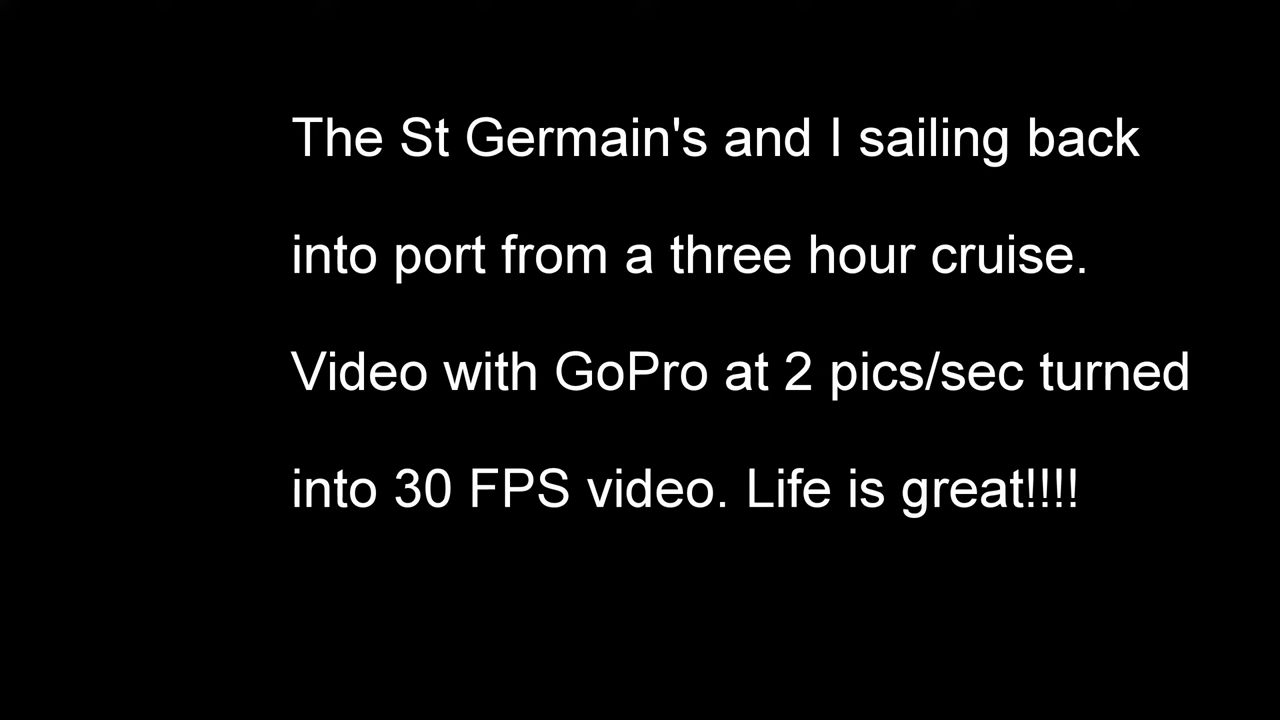 The St Germain's and I sailing back
into port from a three hour cruise.
Video with GoPro at 2 pics/sec turned
into 30 FPS video. Life is great!!!!